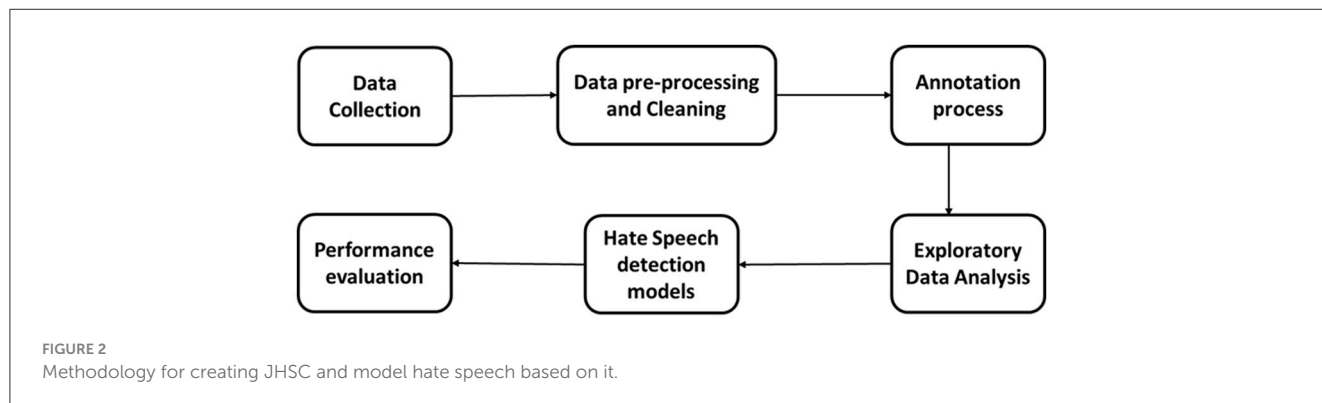 Data
Collection
Data pre-processing
and Cleaning
Annotation
process
Performance
evaluation
Hate Speech
detection
models
Exploratory
Data Analysis
FIGURE 2
Methodology for creating JHSC and model hate speech based on it.